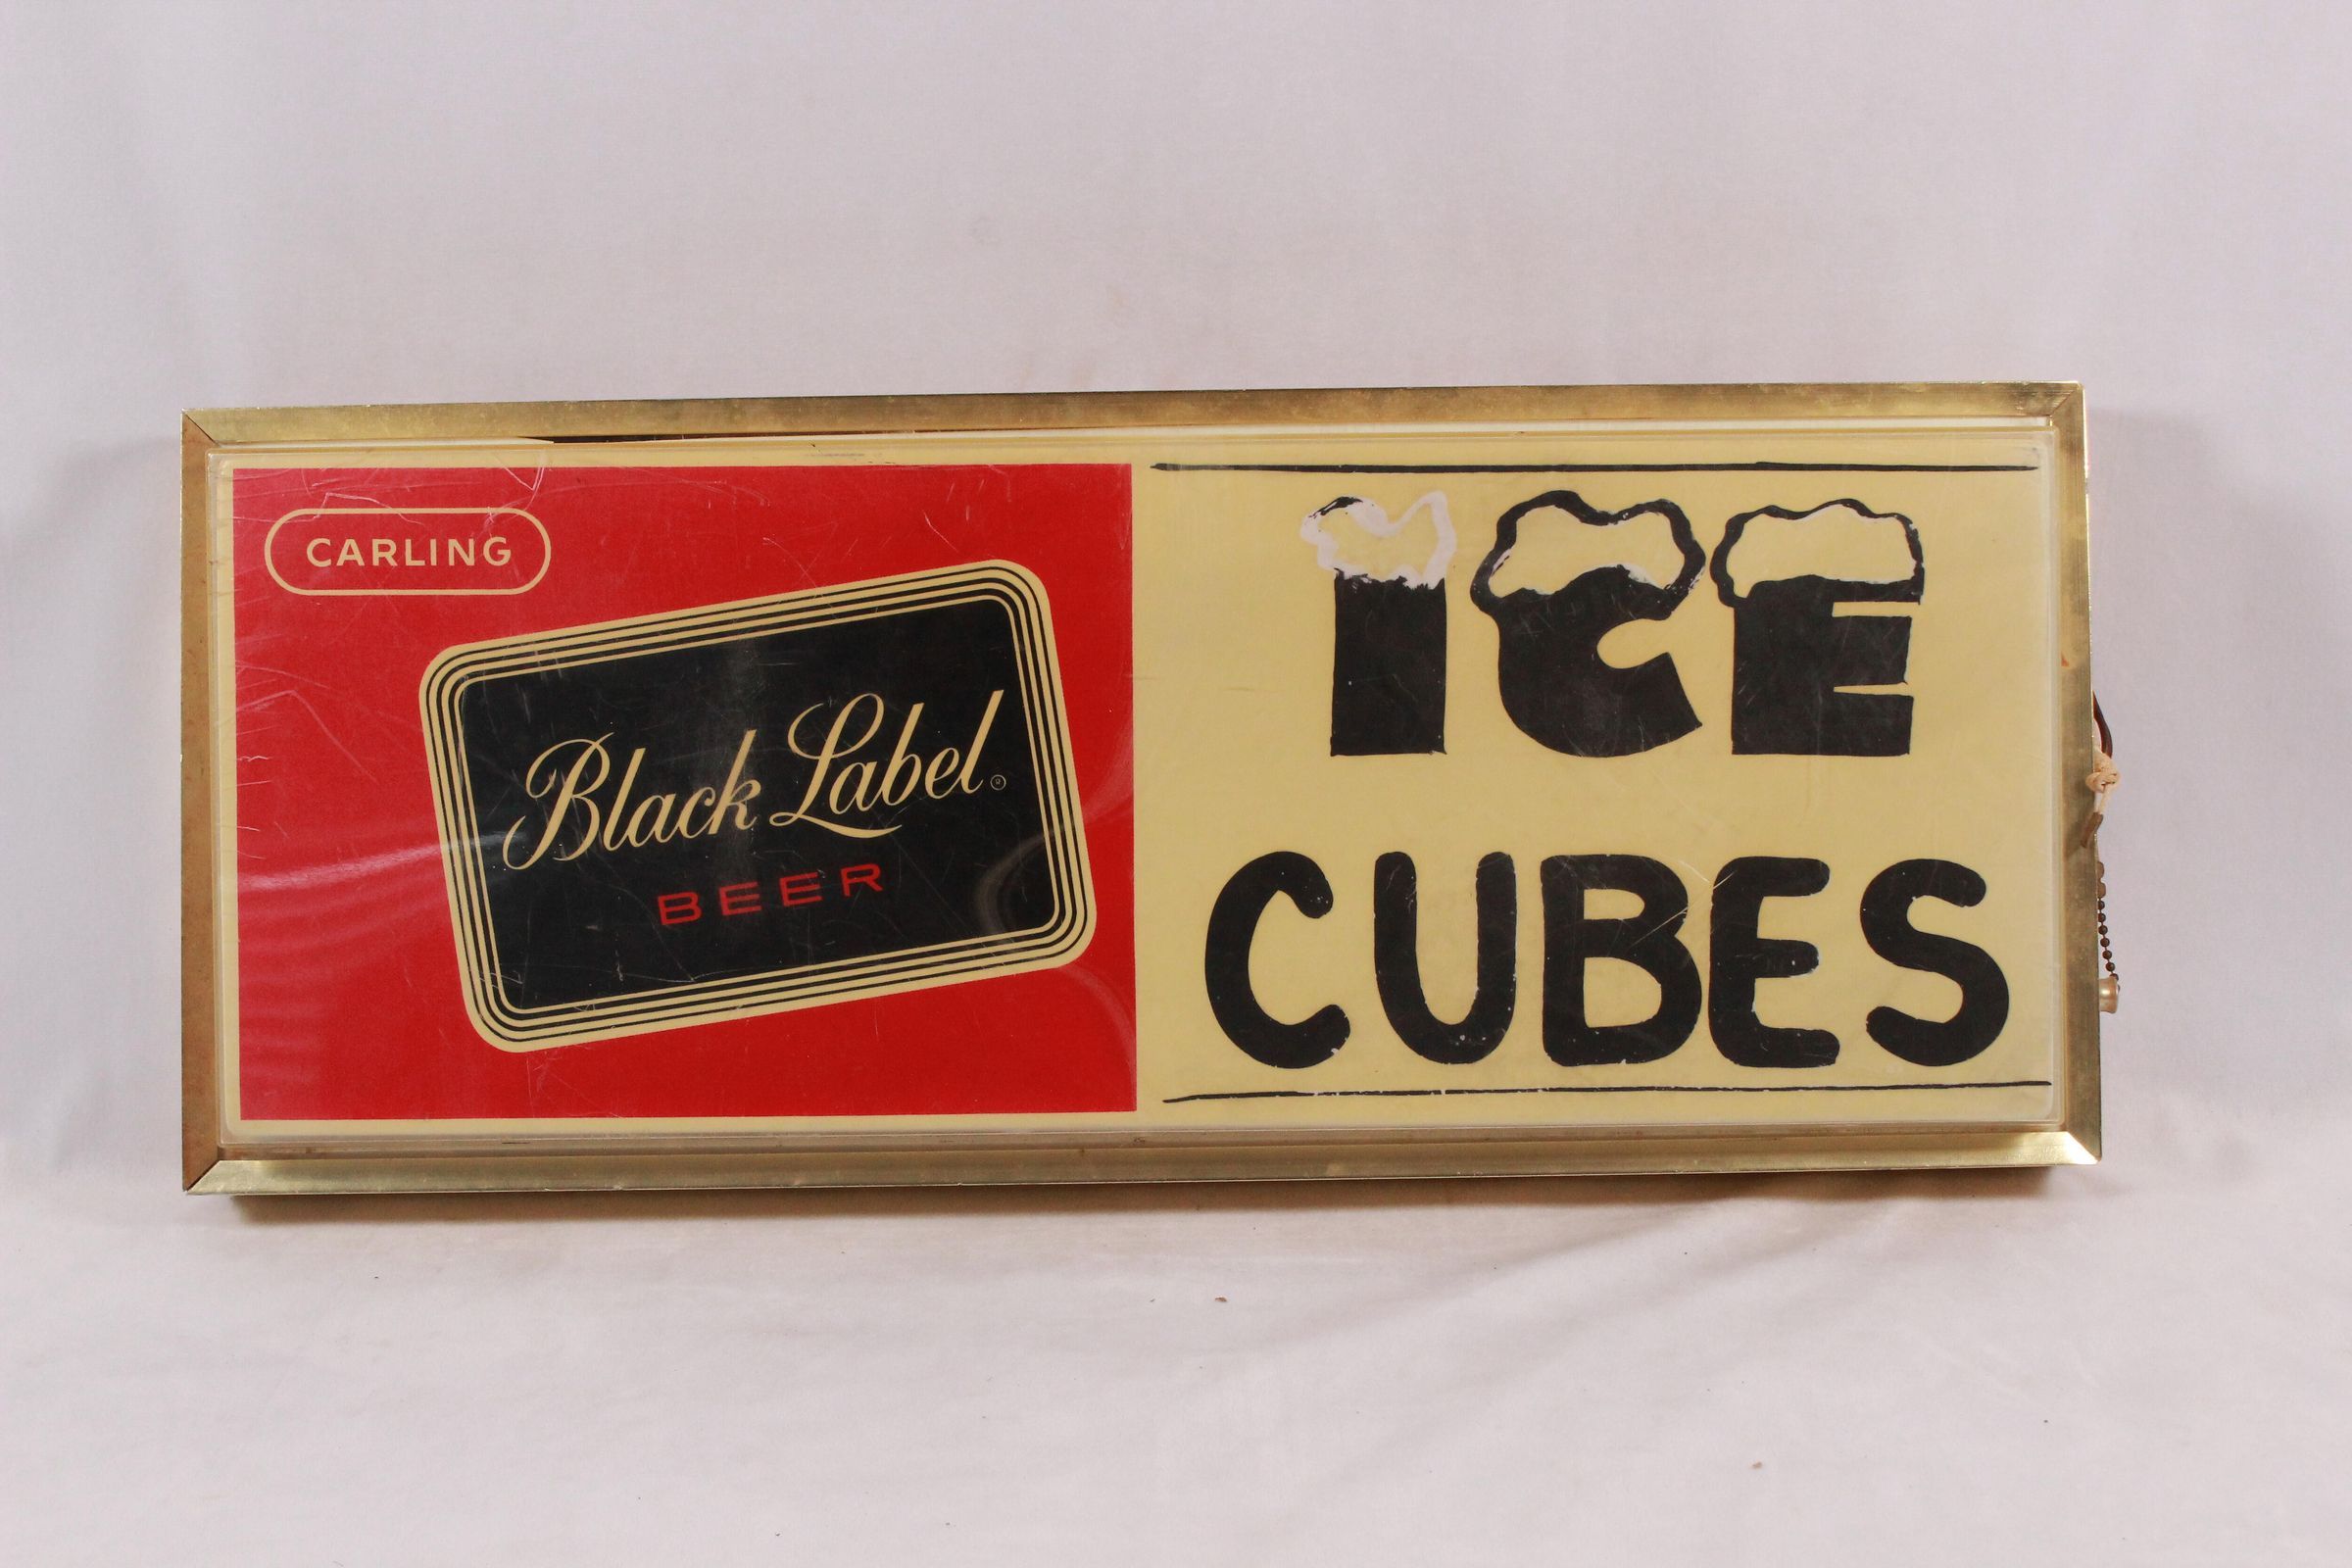 CARLING
Black Label®
BEER
ICE
CUBES